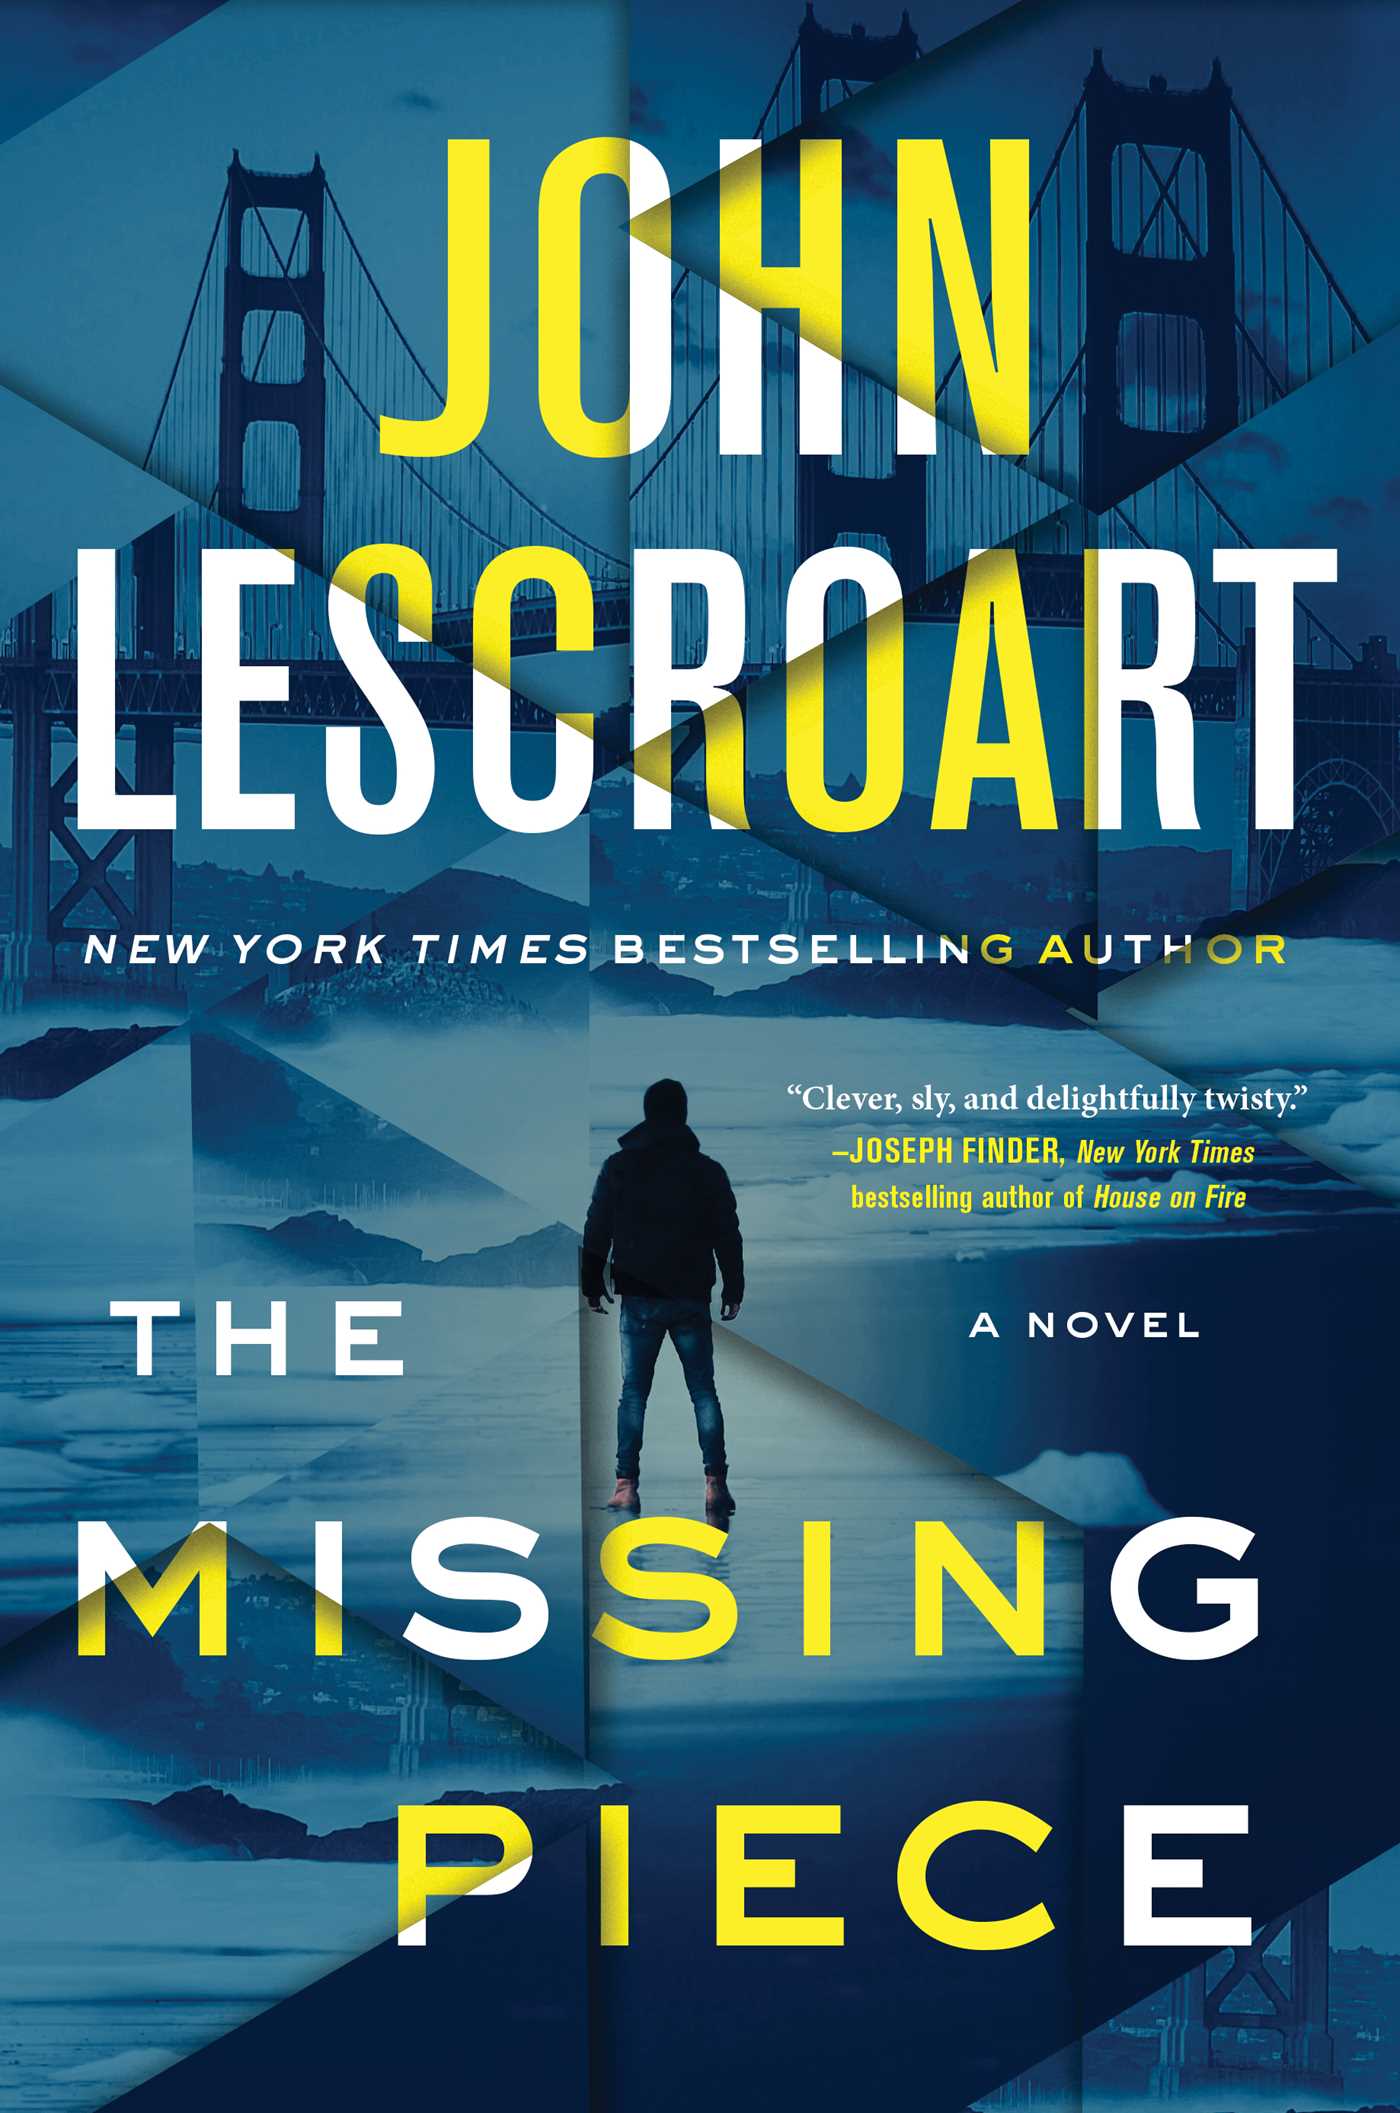 JOHN
LESCROART
NEW YORK TIMES BESTSELLING AUTHOR
“Clever, sly, and delightfully twisty.”
–JOSEPH FINDER, New York Times
bestselling author of House on Fire
THE
A NOVEL
MISSING
PIECE